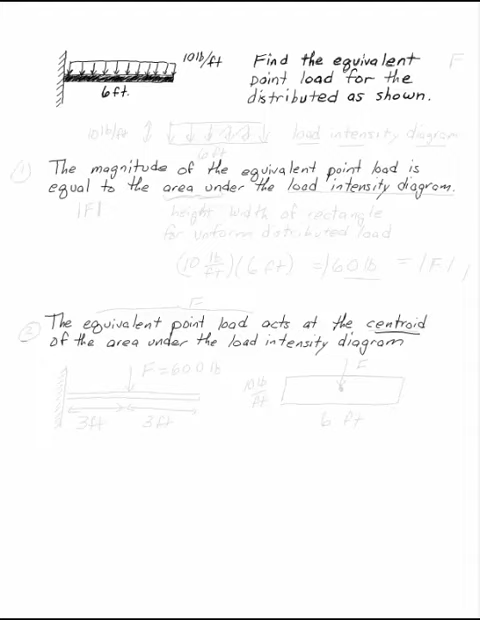 10 lb/ft
Find the equivalent F
point load for the
6 ft.
distributed as shown.
10 lb/ft
load intensity diagram
6 ft
① The magnitude of the equivalent point load is
equal to the area under the load intensity diagram.
|F| height width of rectangle
for uniform distributed load
(10 lb/ft)(6 ft) = 60 lb = |F|
F
② The equivalent point load acts at the centroid
of the area under the load intensity diagram
F = 60.0 lb
F
10 lb/ft
3 ft 3 ft
6 ft